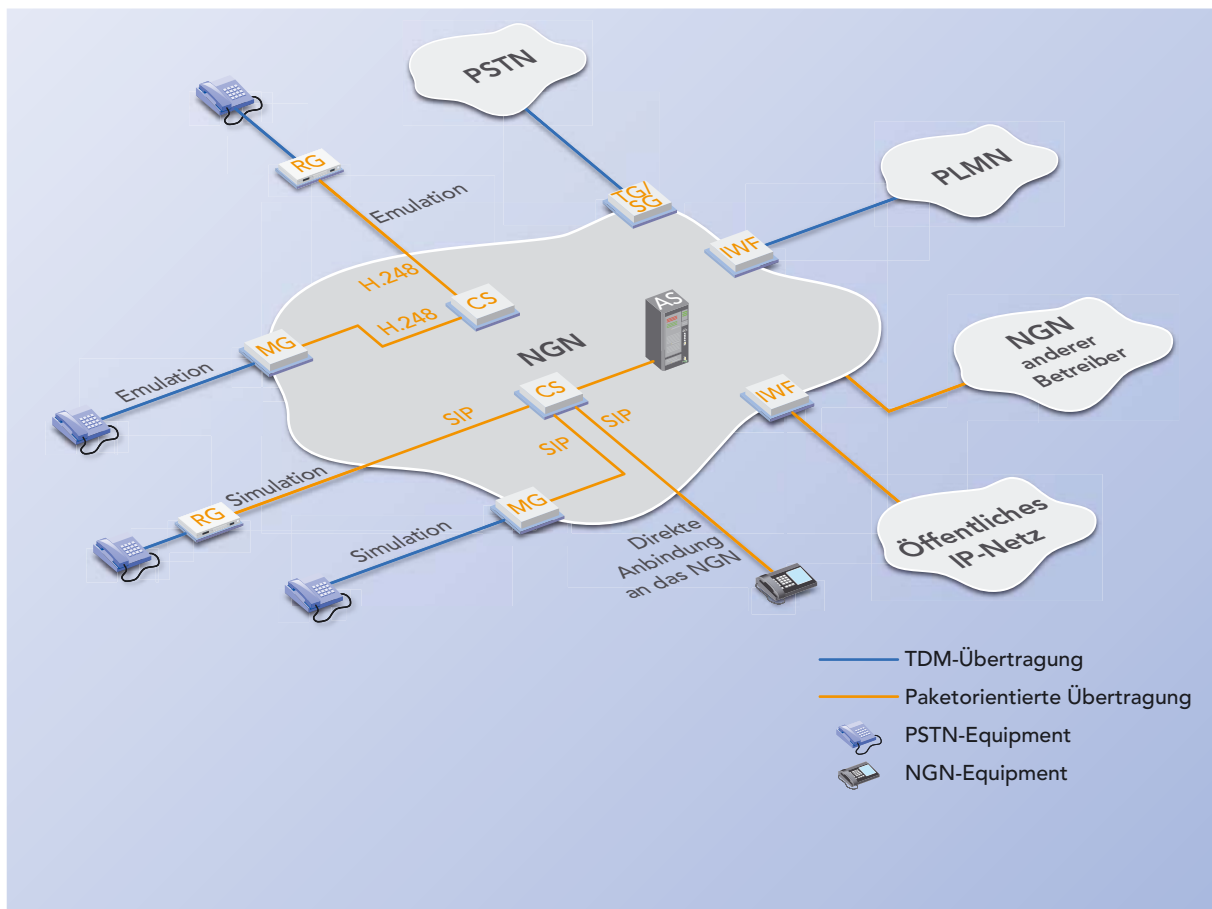 PSTN
RG
PLMN
TG/
SG
Emulation
IWF
H.248
CS
AS
H.248
MG
NGN
NGN
anderer
Betreiber
Emulation
CS
IWF
SIP
SIP
SIP
Simulation
RG
MG
Simulation
Direkte
Anbindung
an das NGN
Öffentliches
IP-Netz
TDM-Übertragung
Paketorientierte Übertragung
PSTN-Equipment
NGN-Equipment